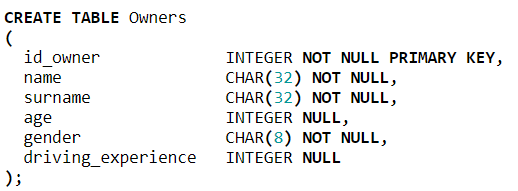 CREATE TABLE Owners
(
id_owner INTEGER NOT NULL PRIMARY KEY,
name CHAR(32) NOT NULL,
surname CHAR(32) NOT NULL,
age INTEGER NULL,
gender CHAR(8) NOT NULL,
driving_experience INTEGER NULL
);